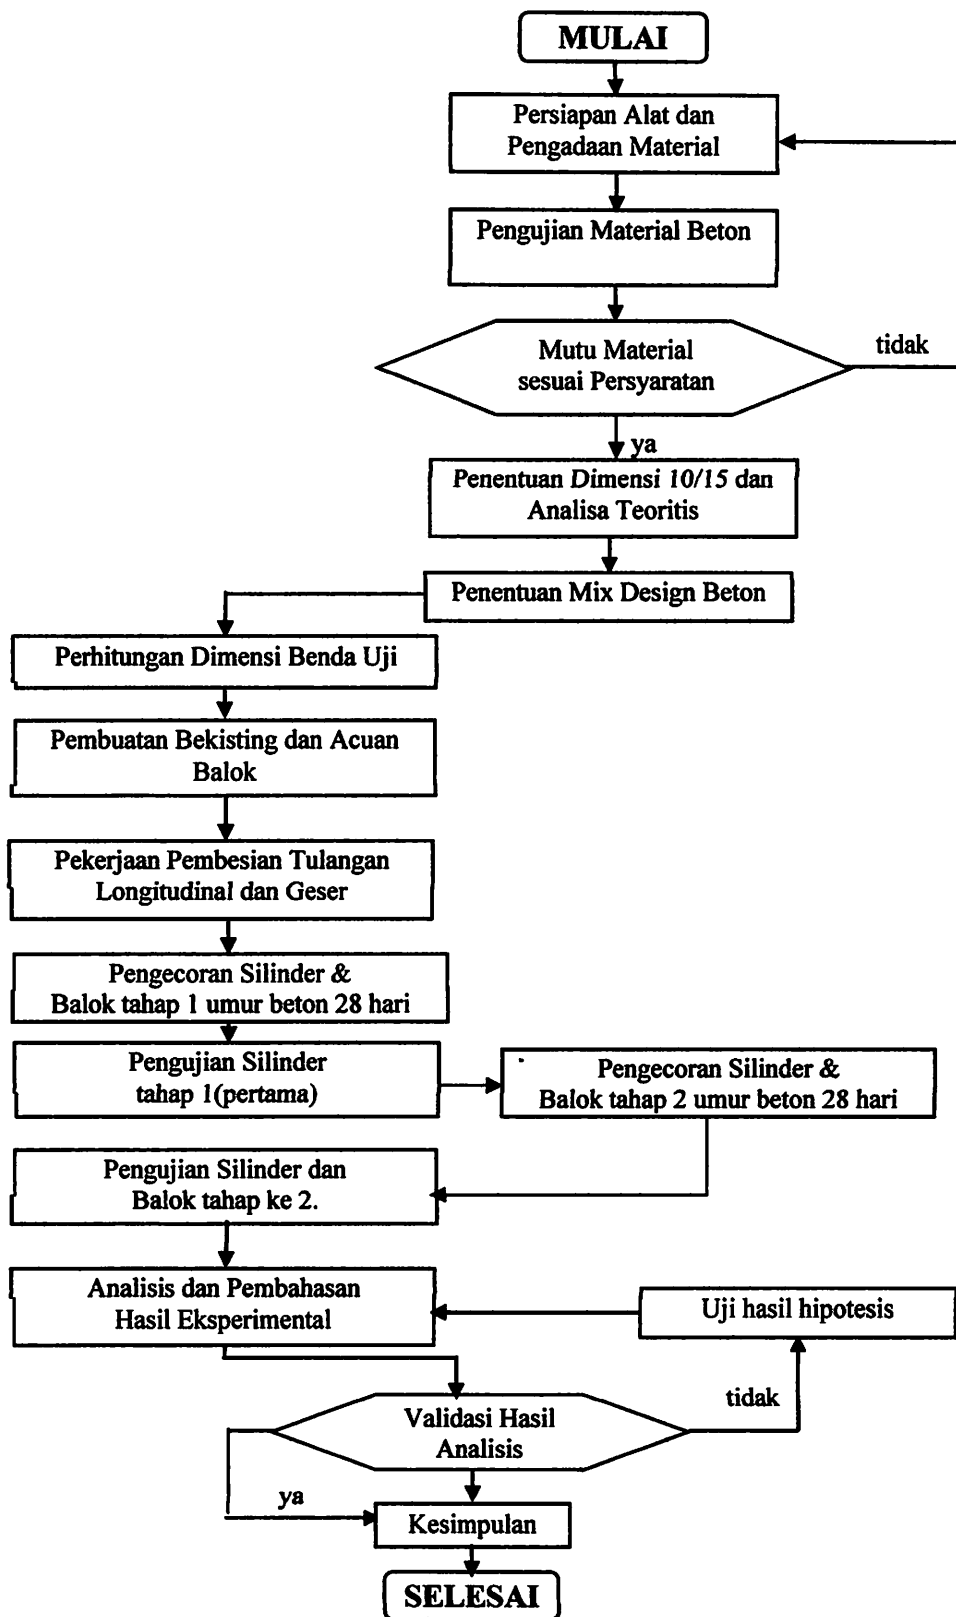 MULAI
Persiapan Alat dan
Pengadaan Material
Pengujian Material Beton
Mutu Material
sesuai Persyaratan
tidak
ya
Penentuan Dimensi 10/15 dan
Analisa Teoritis
Penentuan Mix Design Beton
Perhitungan Dimensi Benda Uji
Pembuatan Bekisting dan Acuan
Balok
Pekerjaan Pembesian Tulangan
Longitudinal dan Geser
Pengecoran Silinder &
Balok tahap 1 umur beton 28 hari
Pengujian Silinder
tahap 1(pertama)
Pengecoran Silinder &
Balok tahap 2 umur beton 28 hari
Pengujian Silinder dan
Balok tahap ke 2.
Analisis dan Pembahasan
Hasil Eksperimental
Uji hasil hipotesis
tidak
Validasi Hasil
Analisis
ya
Kesimpulan
SELESAI